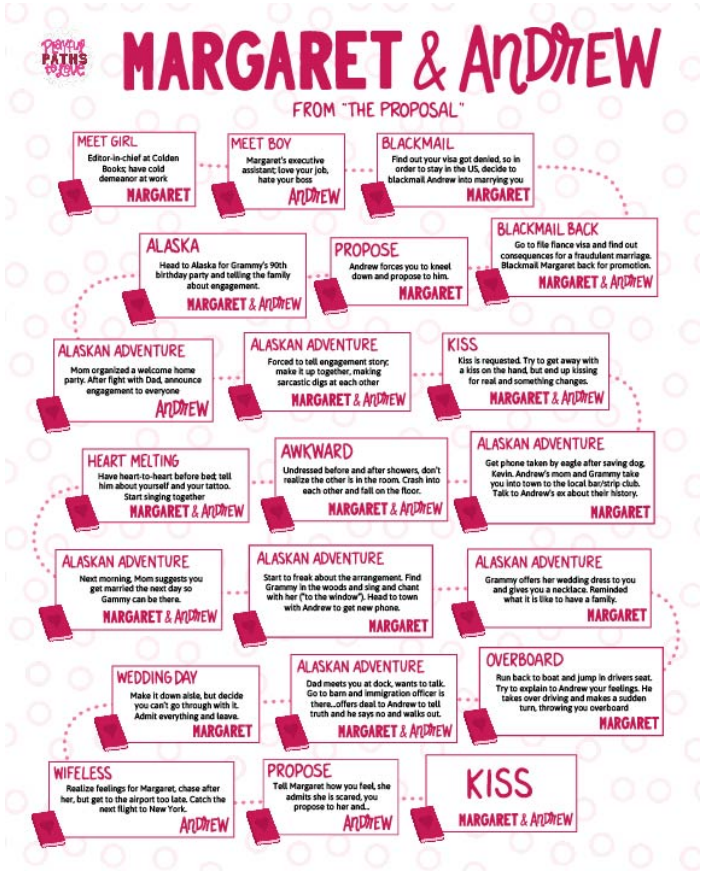 Playful
PATHS
to Love
MARGARET & ANDREW
FROM "THE PROPOSAL"
MEET GIRL
Editor-in-chief at Colden
Books; have cold
demeanor at work
MARGARET
MEET BOY
Margaret's executive
assistant; love your job,
hate your boss
ANDREW
BLACKMAIL
Find out your visa got denied, so in
order to stay in the US, decide to
blackmail Andrew into marrying you
MARGARET
BLACKMAIL BACK
Go to file fiance visa and find out
consequences for a fraudulent marriage.
Blackmail Margaret back for promotion.
MARGARET & ANDREW
PROPOSE
Andrew forces you to kneel
down and propose to him.
MARGARET
ALASKA
Head to Alaska for Grammy's 90th
birthday party and telling the family
about engagement.
MARGARET & ANDREW
ALASKAN ADVENTURE
Mom organized a welcome home
party. After fight with Dad, announce
engagement to everyone
ANDREW
ALASKAN ADVENTURE
Forced to tell engagement story;
make it up together, making
sarcastic digs at each other
MARGARET & ANDREW
KISS
Kiss is requested. Try to get away with
a kiss on the hand, but end up kissing
for real and something changes.
MARGARET & ANDREW
ALASKAN ADVENTURE
Get phone taken by eagle after saving dog,
Kevin. Andrew's mom and Grammy take
you into town to the local bar/strip club.
Talk to Andrew's ex about their history.
MARGARET
AWKWARD
Undressed before and after showers, don't
realize the other is in the room. Crash into
each other and fall on the floor.
MARGARET & ANDREW
HEART MELTING
Have heart-to-heart before bed; tell
him about yourself and your tattoo.
Start singing together
MARGARET & ANDREW
ALASKAN ADVENTURE
Next morning, Mom suggests you
get married the next day so
Gammy can be there.
MARGARET & ANDREW
ALASKAN ADVENTURE
Start to freak about the arrangement. Find
Grammy in the woods and sing and chant
with her ("to the window"). Head to town
with Andrew to get new phone.
MARGARET
ALASKAN ADVENTURE
Grammy offers her wedding dress to you
and gives you a necklace. Reminded
what it is like to have a family.
MARGARET
OVERBOARD
Run back to boat and jump in drivers seat.
Try to explain to Andrew your feelings. He
takes over driving and makes a sudden
turn, throwing you overboard
MARGARET
ALASKAN ADVENTURE
Dad meets you at dock, wants to talk.
Go to barn and immigration officer is
there...offers deal to Andrew to tell
truth and he says no and walks out.
MARGARET & ANDREW
WEDDING DAY
Make it down aisle, but decide
you can't go through with it.
Admit everything and leave.
MARGARET
WIFELESS
Realize feelings for Margaret, chase after
her, but get to the airport too late. Catch the
next flight to New York.
ANDREW
PROPOSE
Tell Margaret how you feel, she
admits she is scared, you
propose to her and...
ANDREW
KISS
MARGARET & ANDREW